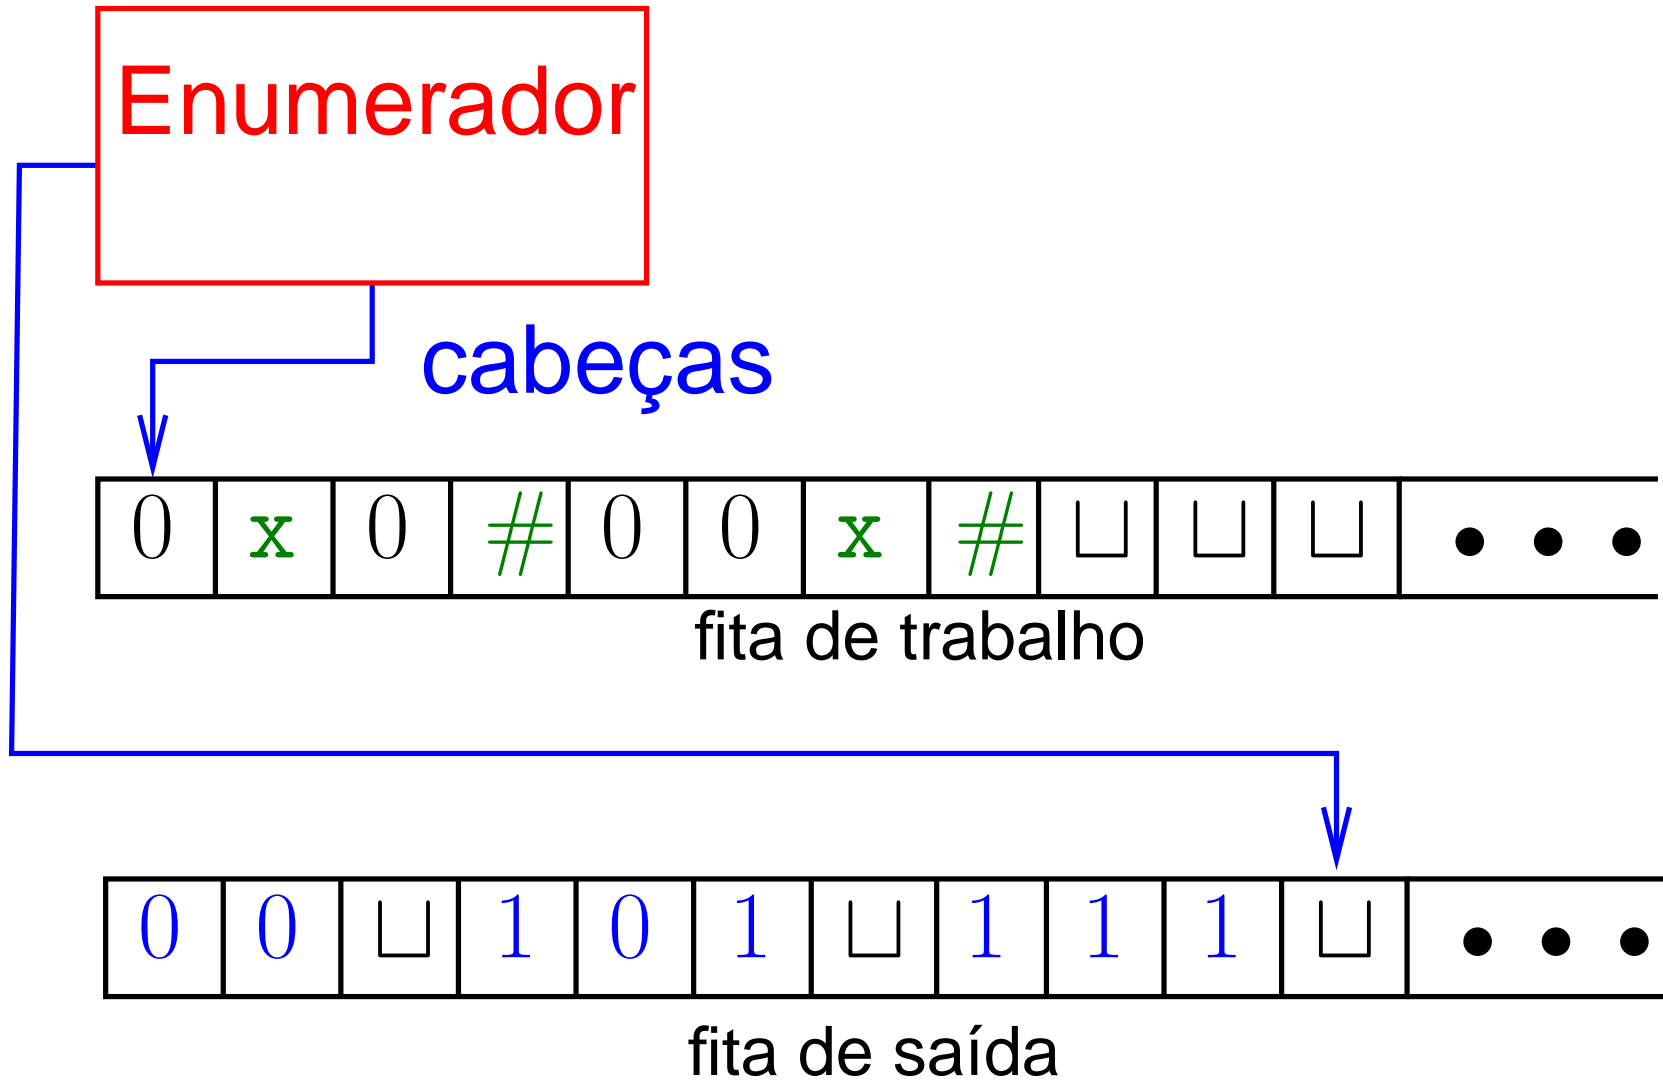 Enumerador
cabeças
0 x 0 # 0 0 x # ⊔ ⊔ ⊔ • • •
fita de trabalho
0 0 ⊔ 1 0 1 ⊔ 1 1 1 ⊔ • • •
fita de saída